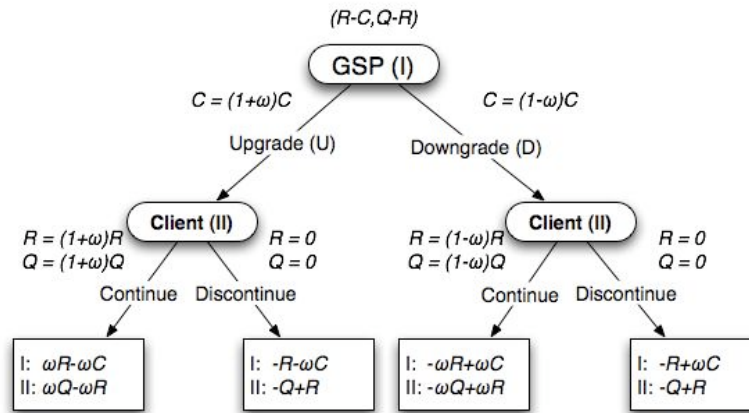 (R-C,Q-R)
GSP (I)
C = (1+ω)C
C = (1-ω)C
Upgrade (U)
Downgrade (D)
Client (II)
Client (II)
R = (1+ω)R
Q = (1+ω)Q
R = 0
Q = 0
R = (1-ω)R
Q = (1-ω)Q
R = 0
Q = 0
Continue
Discontinue
Continue
Discontinue
I: ωR-ωC
II: ωQ-ωR
I: -R-ωC
II: -Q+R
I: -ωR+ωC
II: -ωQ+ωR
I: -R+ωC
II: -Q+R